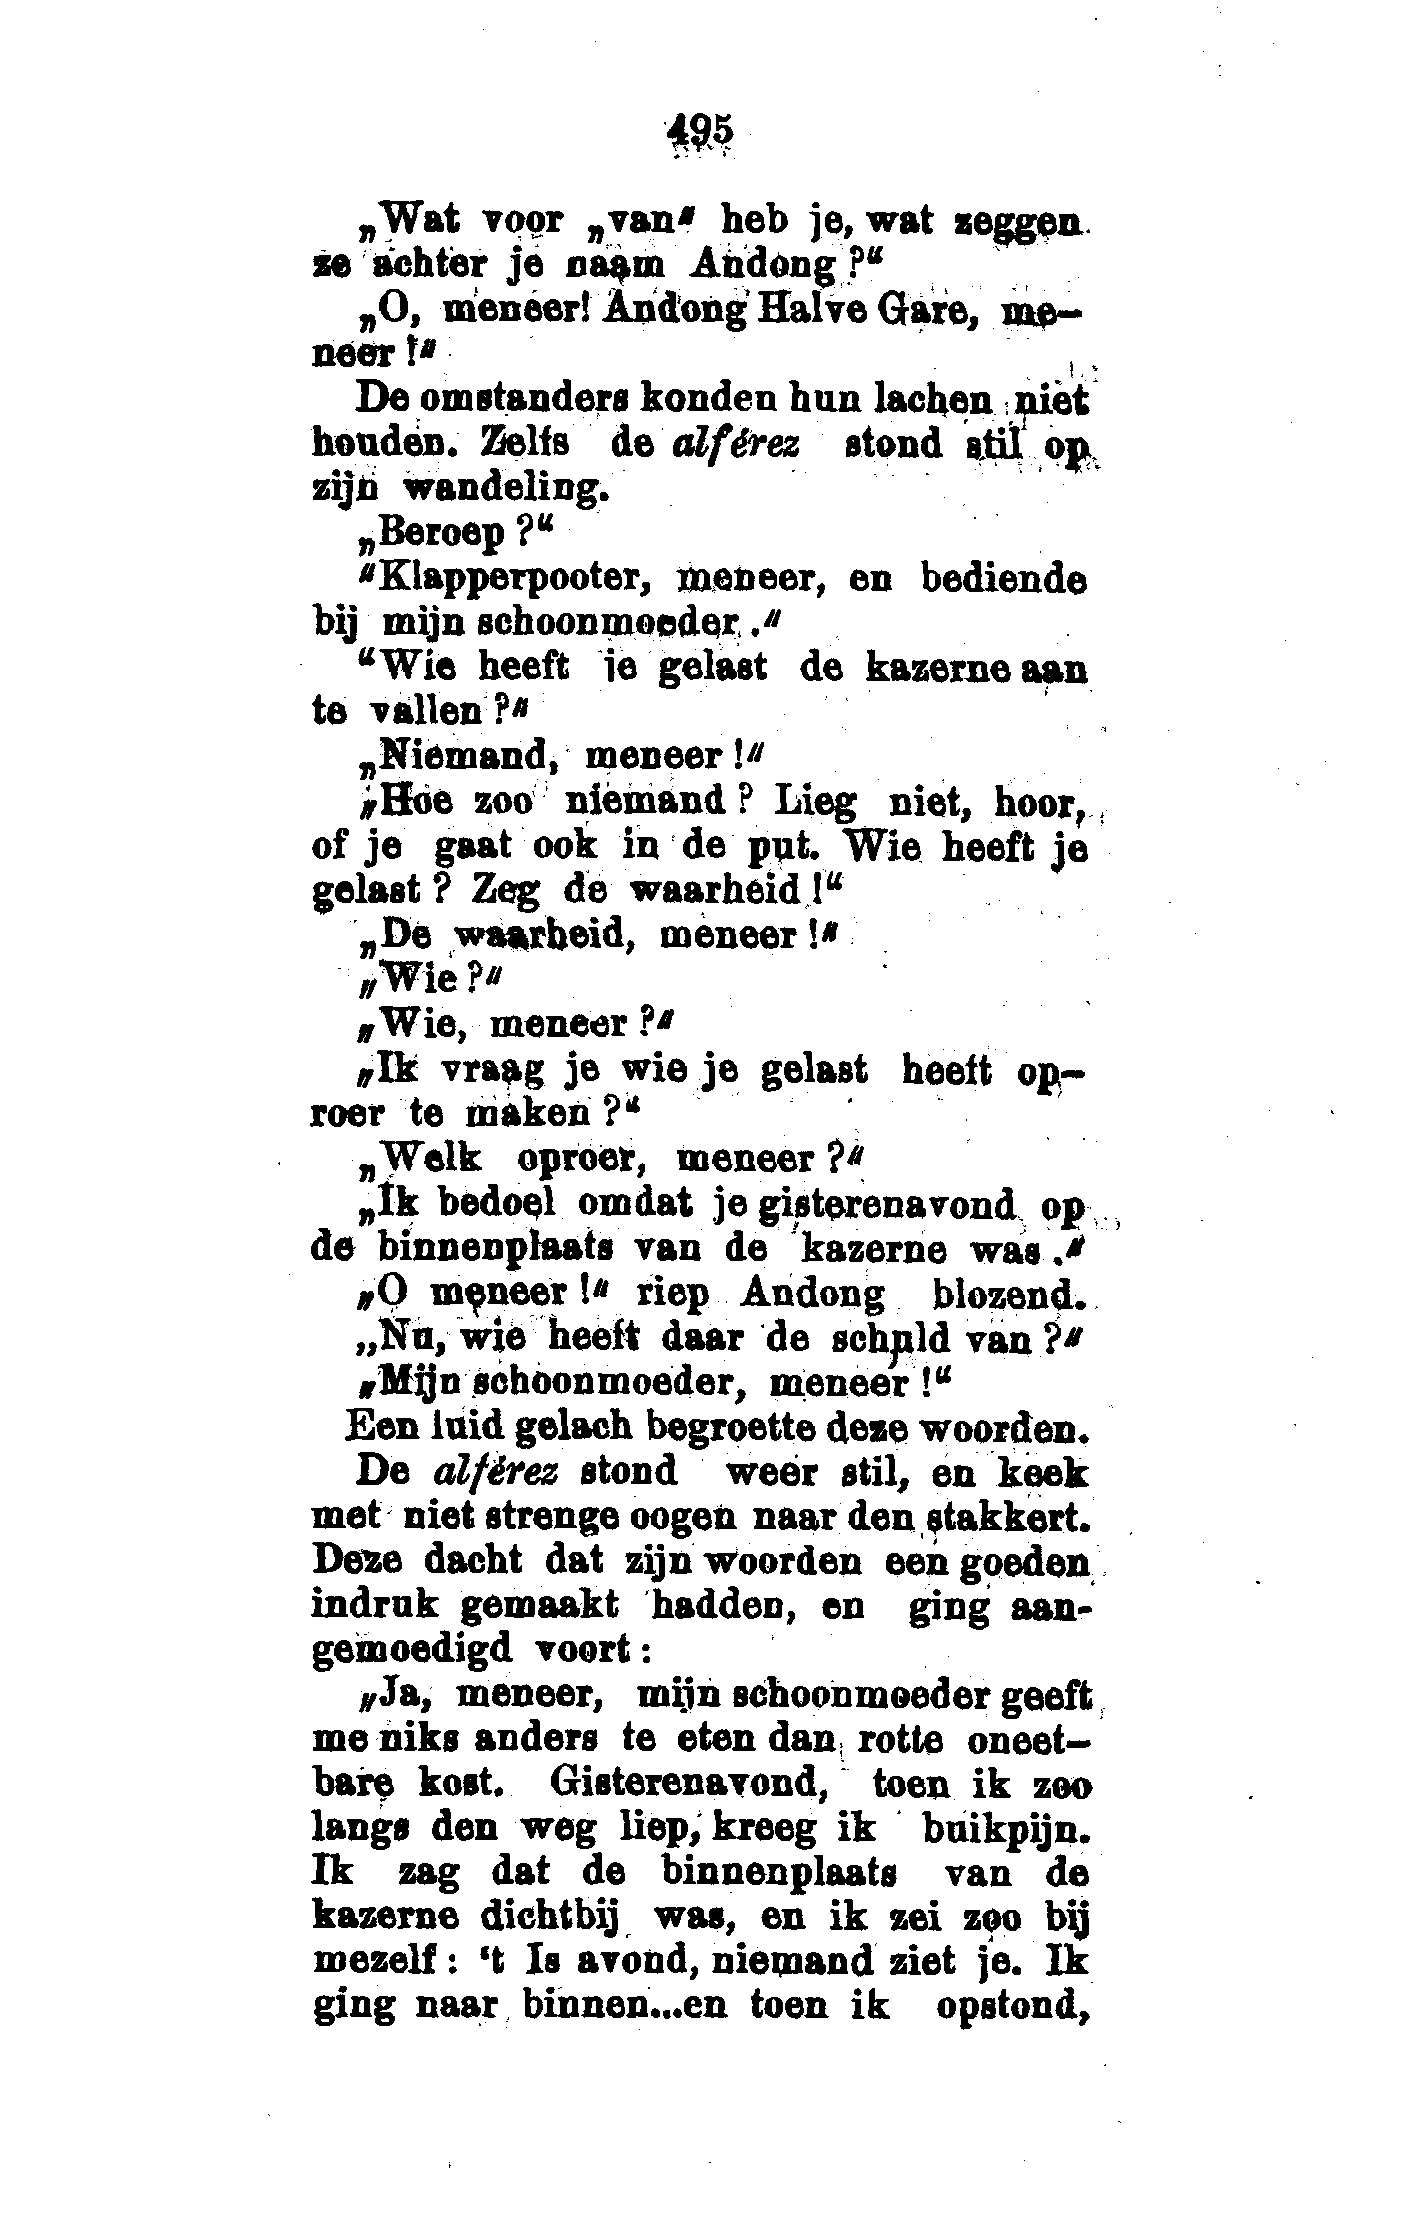 495
„Wat voor „van" heb je, wat zeggen
ze achter je naam Andong?“
„O, meneer! Andong Halve Gare, me-
neer!"
De omstanders konden hun lachen niet
houden. Zelfs de alférez stond stil op
zijn wandeling.
„Beroep?“
"Klapperpooter, meneer, en bediende
bij mijn schoonmoeder."
“Wie heeft je gelast de kazerne aan
te vallen?"
„Niemand, meneer!"
„Hoe zoo niemand? Lieg niet, hoor,
of je gaat ook in de put. Wie heeft je
gelast? Zeg de waarheid!“
„De waarheid, meneer!"
„Wie?"
„Wie, meneer?"
„Ik vraag je wie je gelast heeft op-
roer te maken?“
„Welk oproer, meneer?"
„Ik bedoel omdat je gisterenavond op
de binnenplaats van de kazerne was."
„O meneer!" riep Andong blozend.
„Nu, wie heeft daar de schuld van?"
„Mijn schoonmoeder, meneer!“
Een luid gelach begroette deze woorden.
De alférez stond weer stil, en keek
met niet strenge oogen naar den stakkert.
Deze dacht dat zijn woorden een goeden
indruk gemaakt hadden, en ging aan-
gemoedigd voort:
„Ja, meneer, mijn schoonmoeder geeft
me niks anders te eten dan rotte oneet-
bare kost. Gisterenavond, toen ik zoo
langs den weg liep, kreeg ik buikpijn.
Ik zag dat de binnenplaats van de
kazerne dichtbij was, en ik zei zoo bij
mezelf: ‘t Is avond, niemand ziet je. Ik
ging naar binnen...en toen ik opstond,